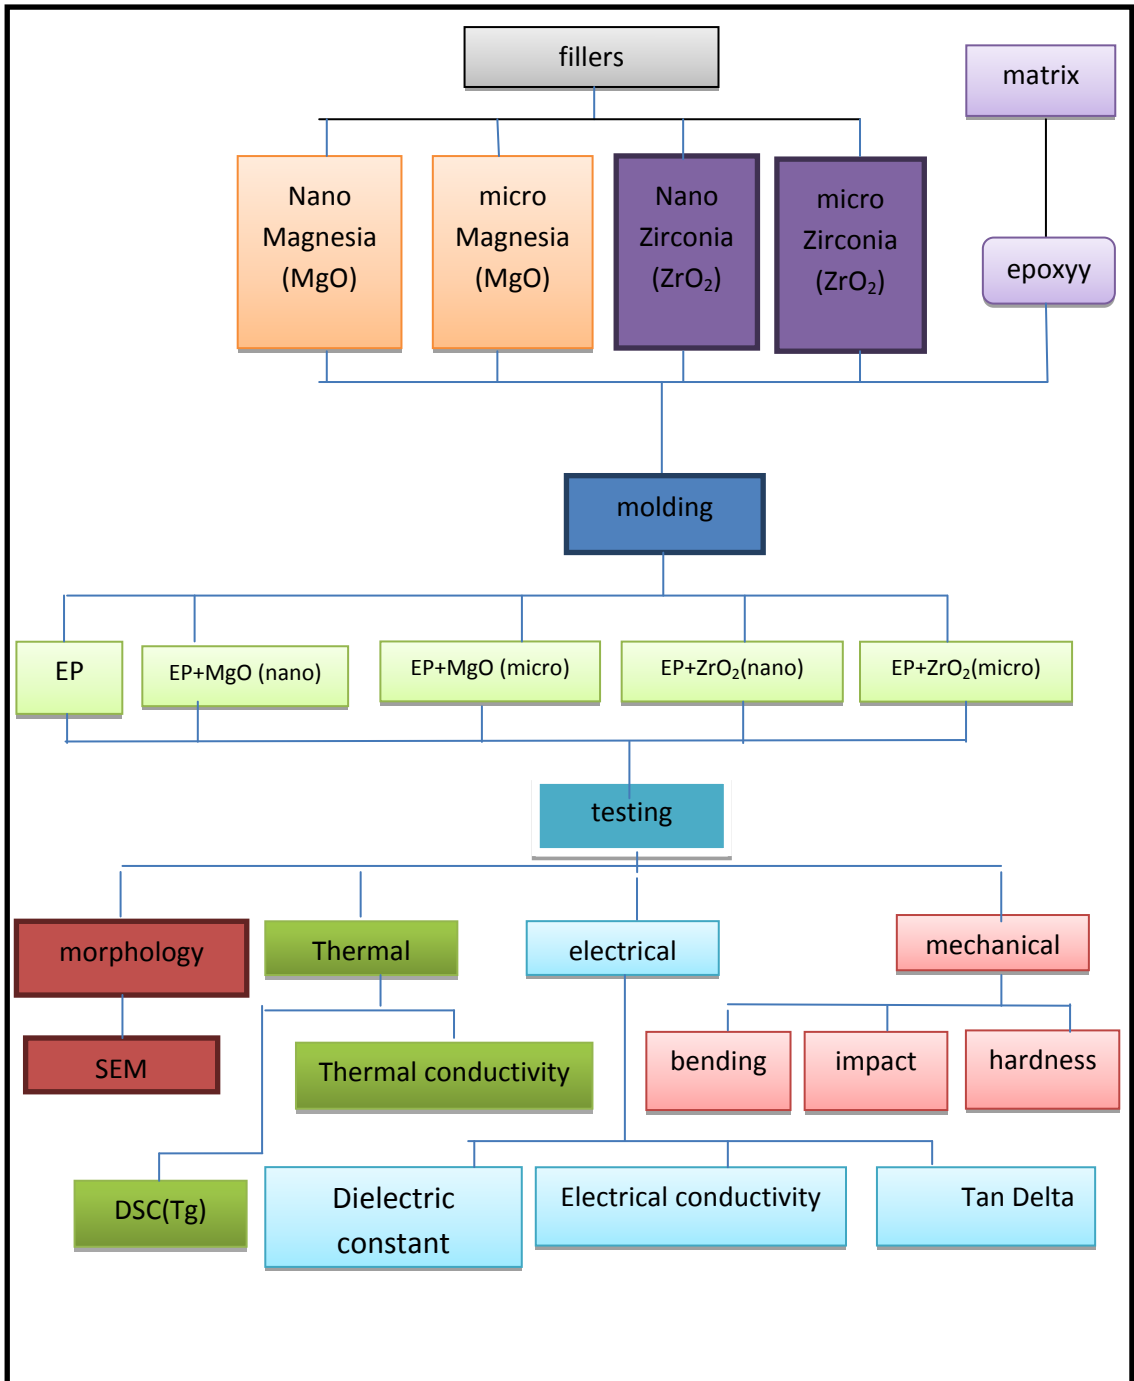 fillers
matrix
Nano
Magnesia
(MgO)
micro
Magnesia
(MgO)
Nano
Zirconia
(ZrO₂)
micro
Zirconia
(ZrO₂)
epoxyy
molding
EP
EP+MgO (nano)
EP+MgO (micro)
EP+ZrO₂(nano)
EP+ZrO₂(micro)
testing
morphology
Thermal
electrical
mechanical
SEM
Thermal conductivity
bending
impact
hardness
DSC(Tg)
Dielectric
constant
Electrical conductivity
Tan Delta